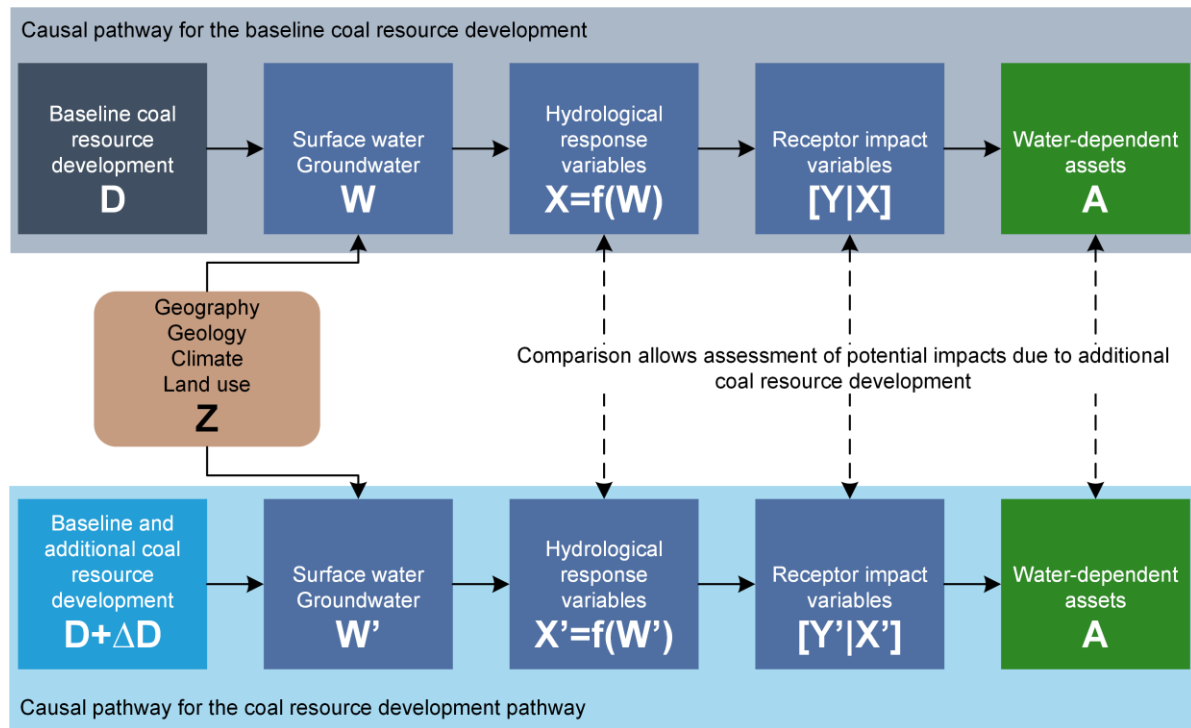 Causal pathway for the baseline coal resource development
Baseline coal
resource
development
D
Surface water
Groundwater
W
Hydrological
response
variables
X=f(W)
Receptor impact
variables
[Y|X]
Water-dependent
assets
A
Geography
Geology
Climate
Land use
Z
Comparison allows assessment of potential impacts due to additional
coal resource development
Baseline and
additional coal
resource
development
D+∆D
Surface water
Groundwater
W’
Hydrological
response
variables
X’=f(W’)
Receptor impact
variables
[Y’|X’]
Water-dependent
assets
A
Causal pathway for the coal resource development pathway